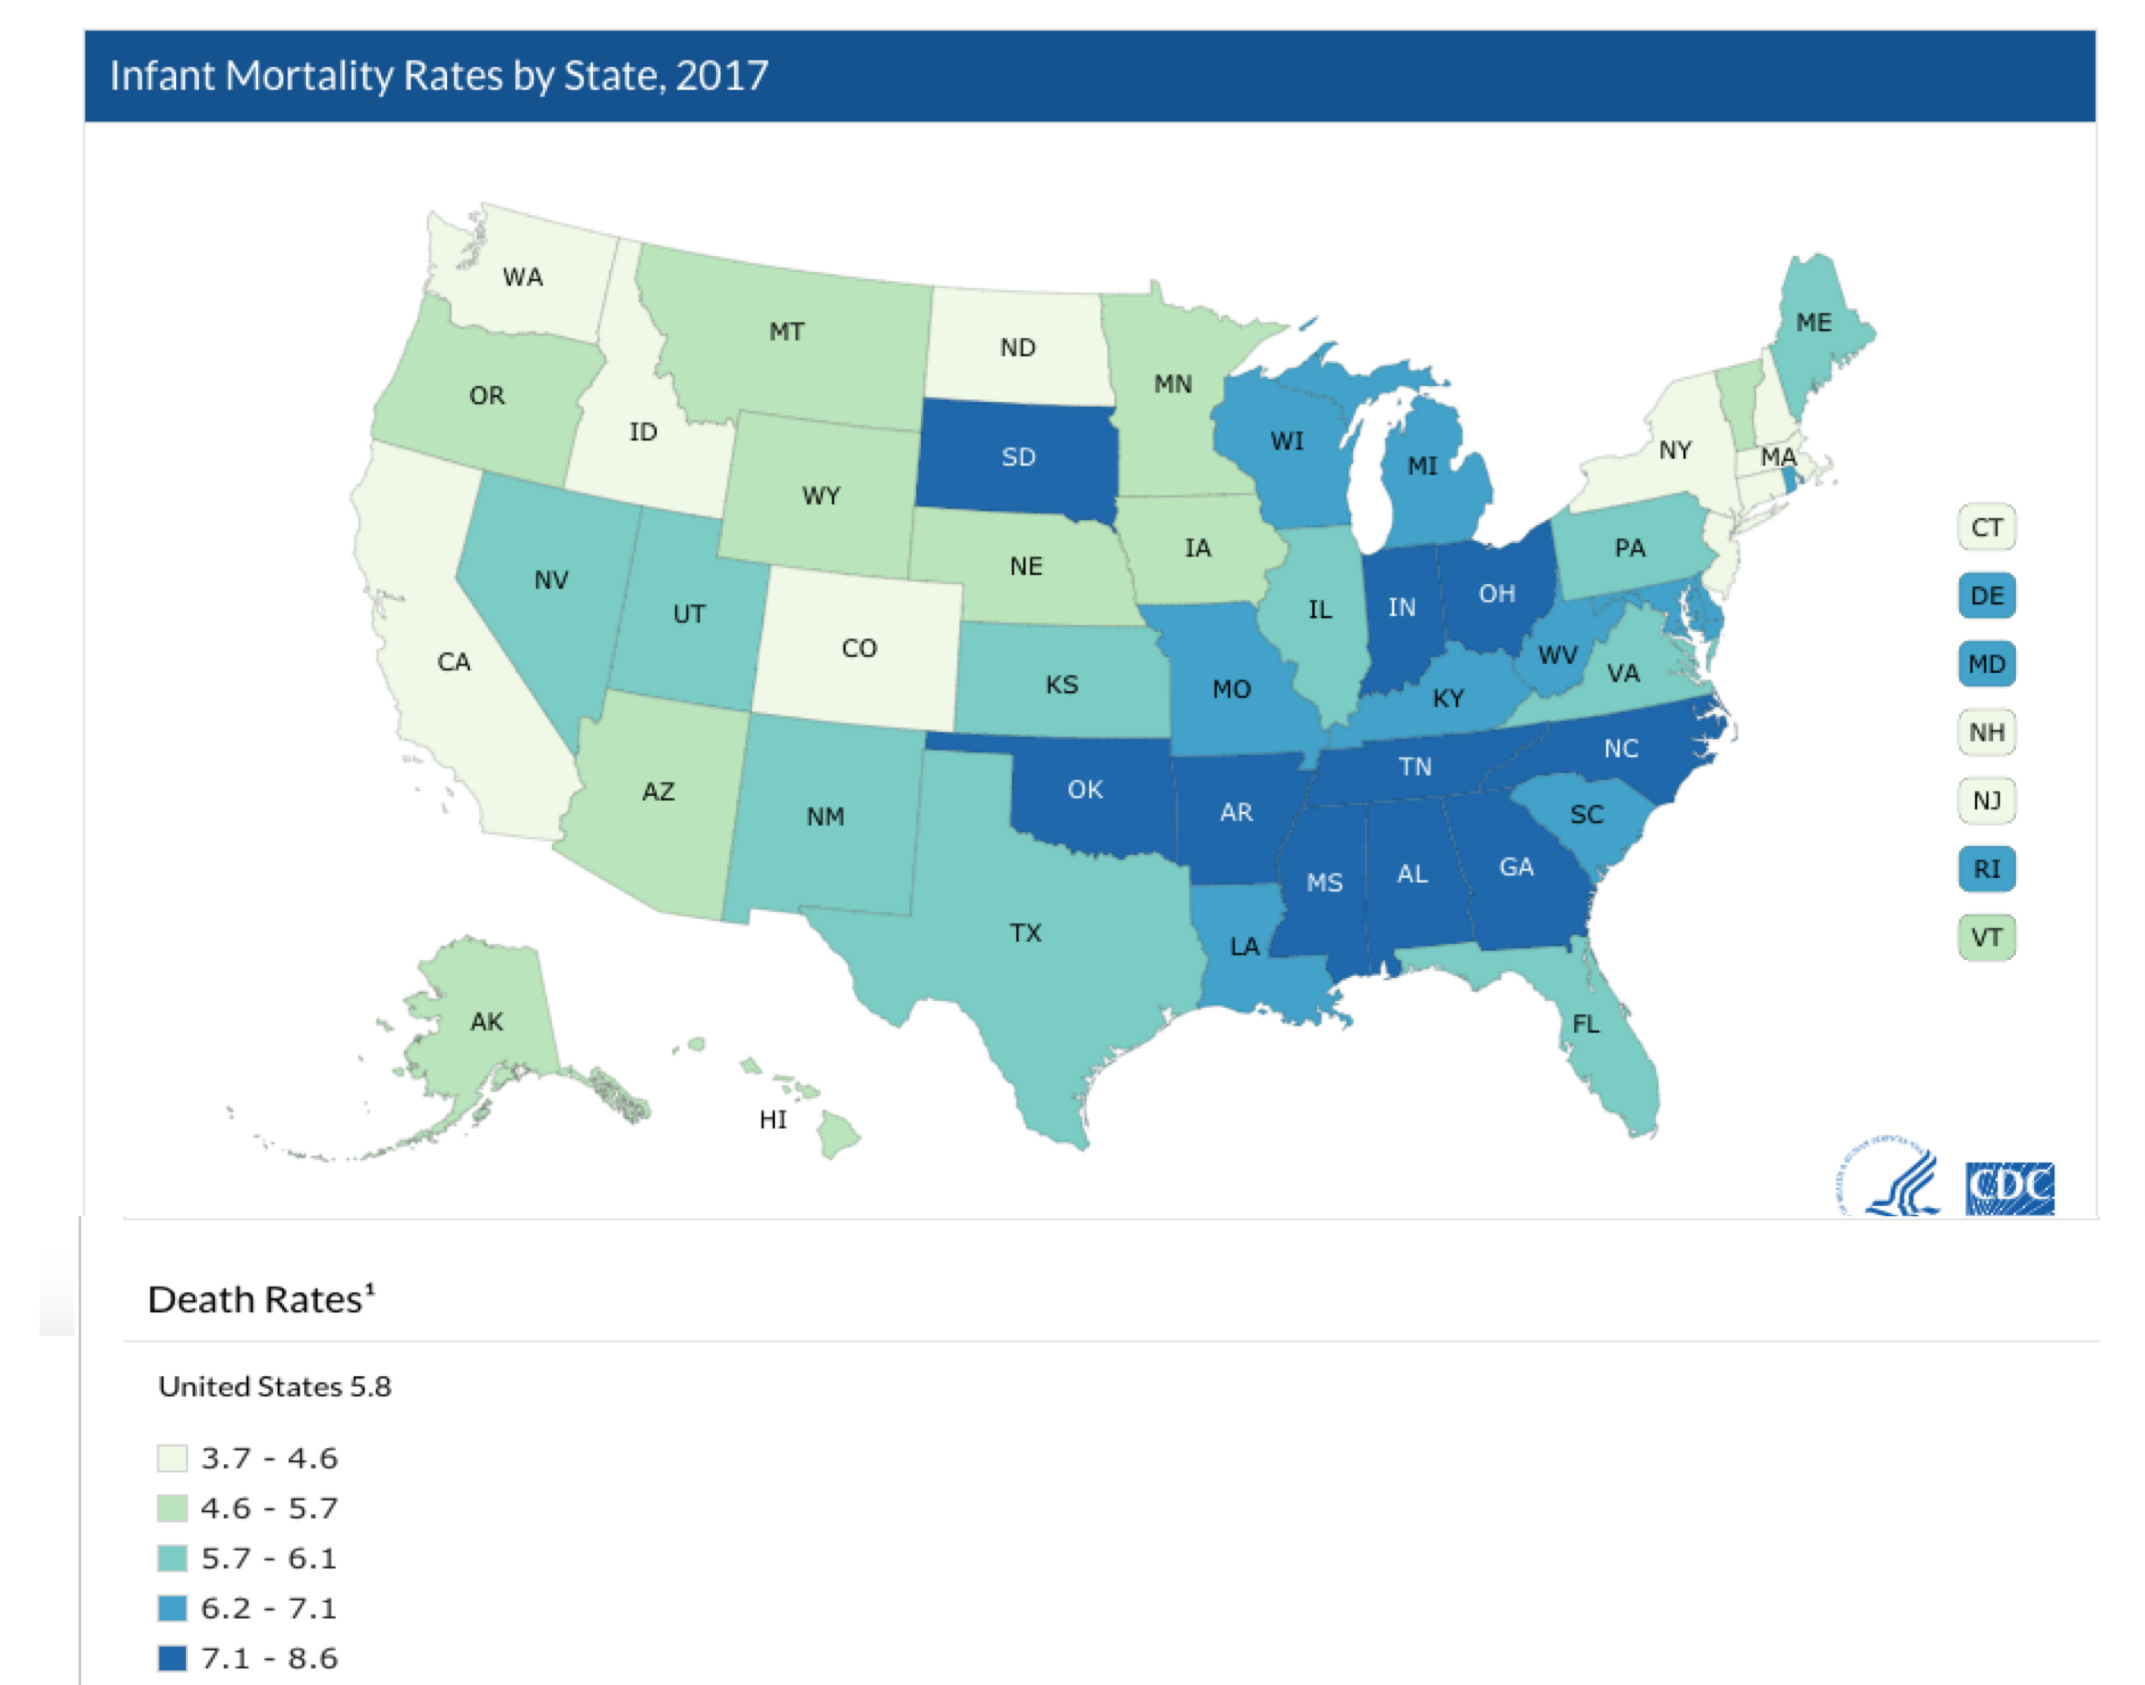 Infant Mortality Rates by State, 2017
WA
MT
ND
ME
OR
MN
ID
SD
WI
NY
MA
MI
WY
CT
NE
IA
PA
NV
UT
IL
IN
OH
DE
CA
CO
WV
MD
KS
MO
KY
VA
NH
AZ
NM
OK
AR
TN
NC
NJ
SC
MS
AL
GA
RI
TX
LA
VT
AK
FL
HI
CDC
Death Rates¹
United States 5.8
3.7 - 4.6
4.6 - 5.7
5.7 - 6.1
6.2 - 7.1
7.1 - 8.6